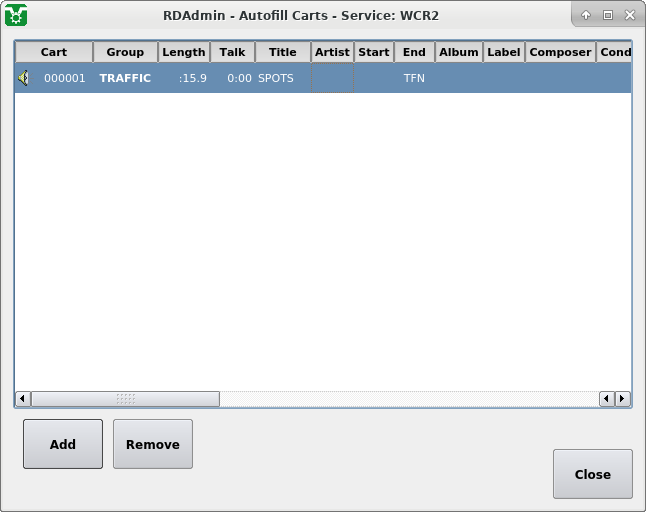 RDAdmin - Autofill Carts - Service: WCR2
Cart Group Length Talk Title Artist Start End Album Label Composer Cond
000001 TRAFFIC :15.9 0:00 SPOTS TFN
Add Remove
Close